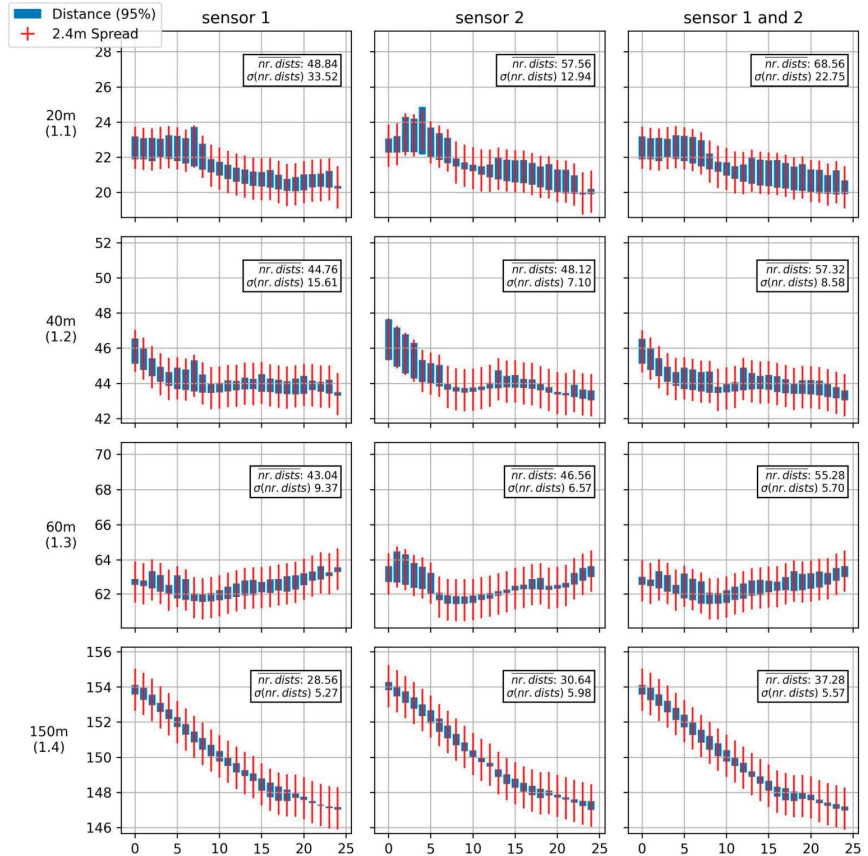 Distance (95%)
2.4m Spread
sensor 1
sensor 2
sensor 1 and 2
28
26
24
22
20
20m
(1.1)
nr. dists: 48.84
σ(nr. dists) 33.52
nr. dists: 57.56
σ(nr. dists) 12.94
nr. dists: 68.56
σ(nr. dists) 22.75
52
50
48
46
44
42
40m
(1.2)
nr. dists: 44.76
σ(nr. dists) 15.61
nr. dists: 48.12
σ(nr. dists) 7.10
nr. dists: 57.32
σ(nr. dists) 8.58
70
68
66
64
62
60m
(1.3)
nr. dists: 43.04
σ(nr. dists) 9.37
nr. dists: 46.56
σ(nr. dists) 6.57
nr. dists: 55.28
σ(nr. dists) 5.70
156
154
152
150
148
146
150m
(1.4)
nr. dists: 28.56
σ(nr. dists) 5.27
nr. dists: 30.64
σ(nr. dists) 5.98
nr. dists: 37.28
σ(nr. dists) 5.57
0 5 10 15 20 25
0 5 10 15 20 25
0 5 10 15 20 25